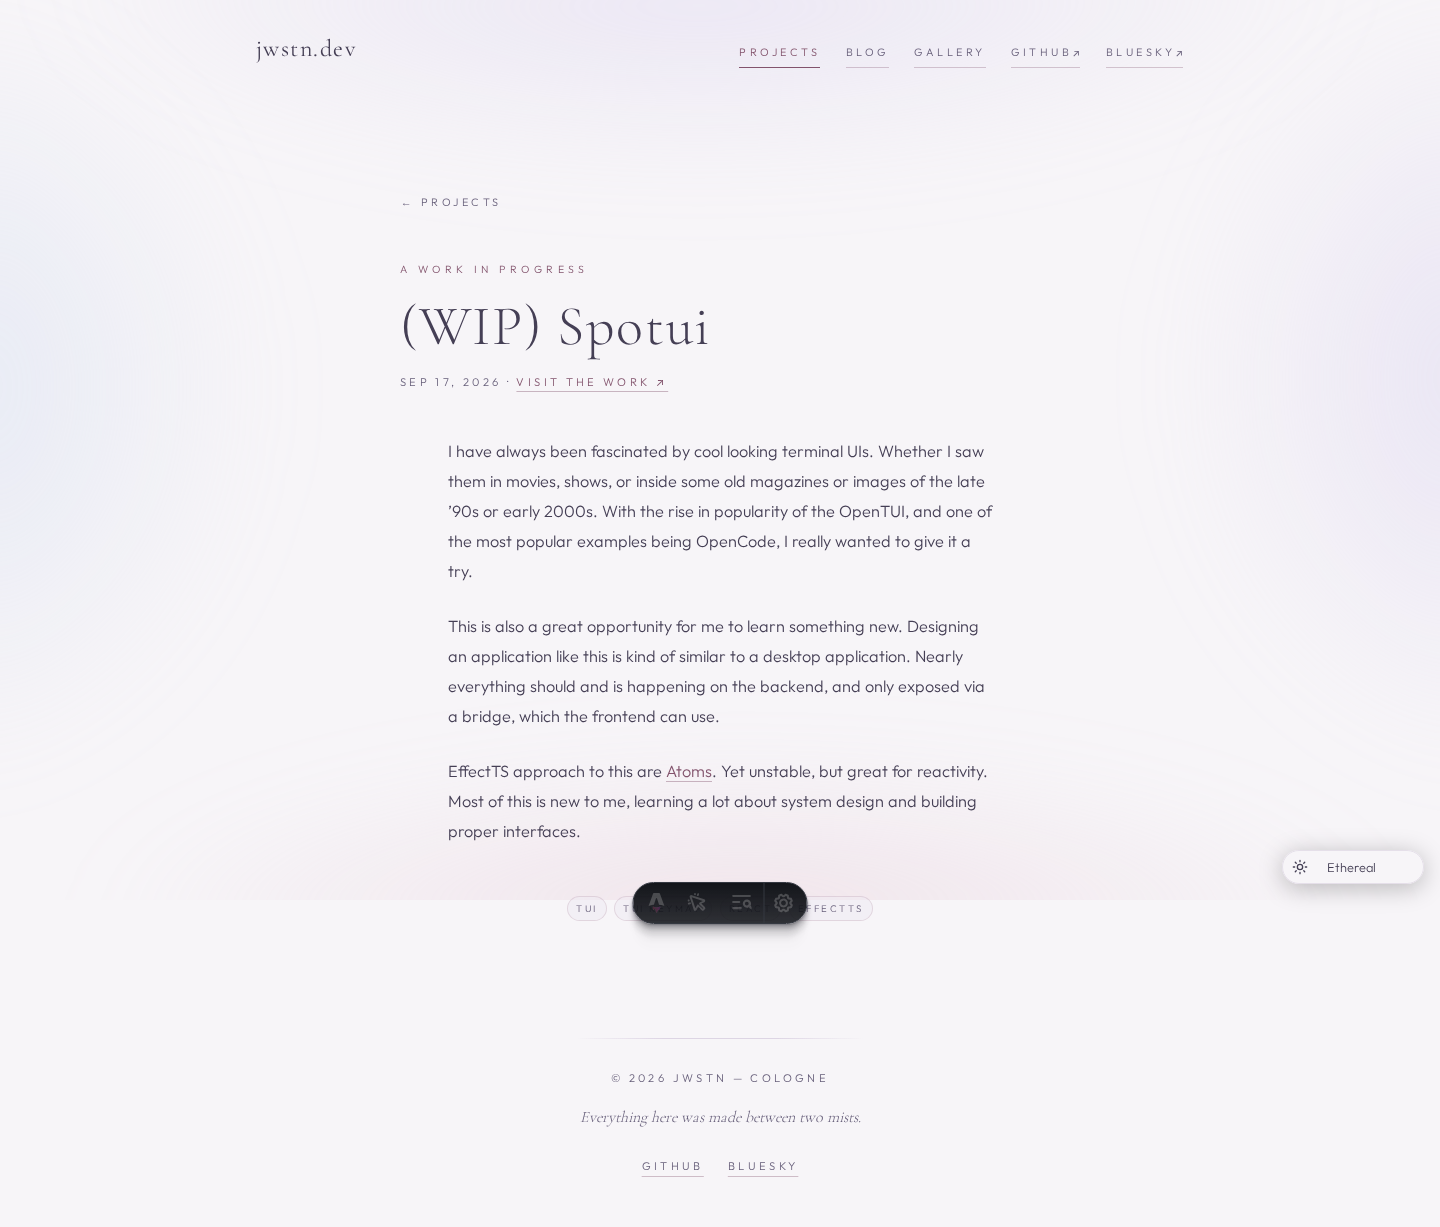 jwstn.dev
PROJECTS BLOG GALLERY GITHUB↗ BLUESKY↗
← PROJECTS
A WORK IN PROGRESS
(WIP) Spotui
SEP 17, 2026 · VISIT THE WORK ↗
I have always been fascinated by cool looking terminal UIs. Whether I saw
them in movies, shows, or inside some old magazines or images of the late
’90s or early 2000s. With the rise in popularity of the OpenTUI, and one of
the most popular examples being OpenCode, I really wanted to give it a
try.
This is also a great opportunity for me to learn something new. Designing
an application like this is kind of similar to a desktop application. Nearly
everything should and is happening on the backend, and only exposed via
a bridge, which the frontend can use.
EffectTS approach to this are Atoms. Yet unstable, but great for reactivity.
Most of this is new to me, learning a lot about system design and building
proper interfaces.
Ethereal
TUI EFFECTTS
© 2026 JWSTN — COLOGNE
Everything here was made between two mists.
GITHUB BLUESKY